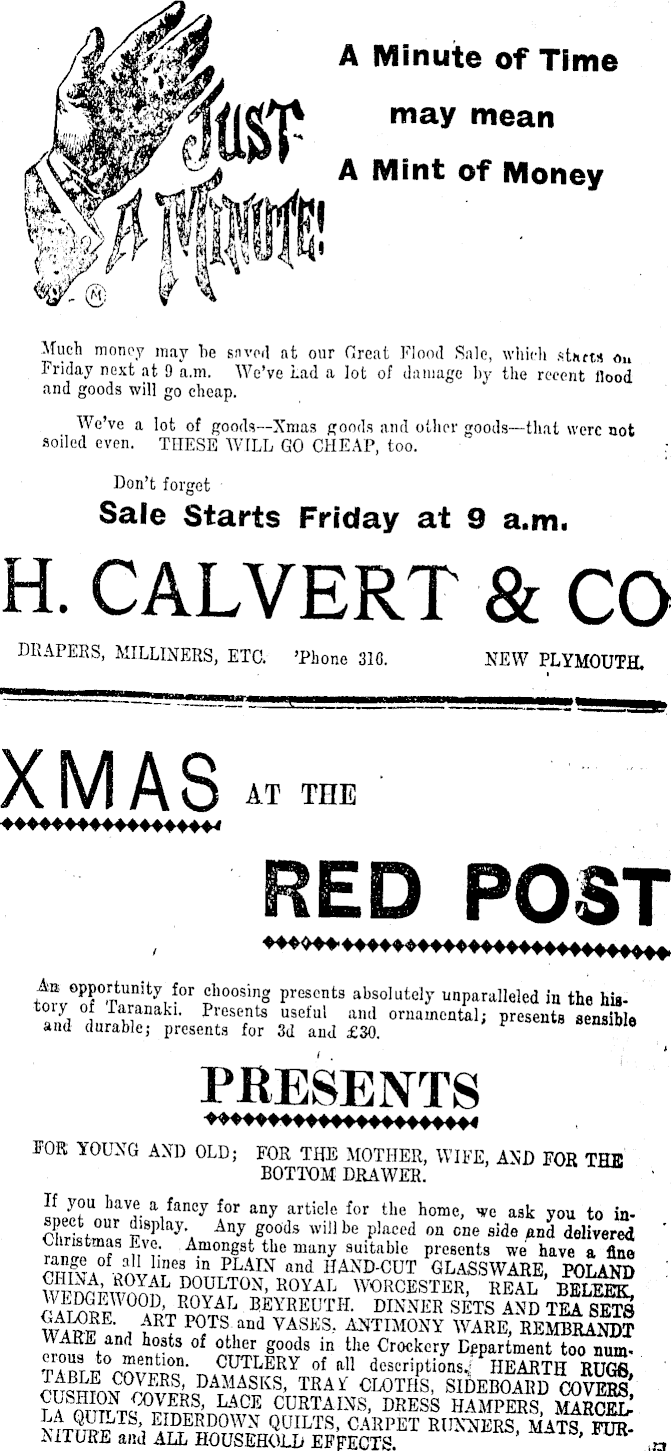 JUST
A MINUTE!
M
A Minute of Time
may mean
A Mint of Money
Much money may be saved at our Great Flood Sale, which starts on
Friday next at 9 a.m. We've had a lot of damage by the recent flood
and goods will go cheap.
We've a lot of goods--Xmas goods and other goods—that were not
soiled even. THESE WILL GO CHEAP, too.
Don't forget
Sale Starts Friday at 9 a.m.
H. CALVERT & CO
DRAPERS, MILLINERS, ETC. 'Phone 316. NEW PLYMOUTH.
XMAS AT THE
RED POST
An opportunity for choosing presents absolutely unparalleled in the his-
tory of Taranaki. Presents useful and ornamental; presents sensible
and durable; presents for 3d and £30.
PRESENTS
FOR YOUNG AND OLD; FOR THE MOTHER, WIFE, AND FOR THE
BOTTOM DRAWER.
If you have a fancy for any article for the home, we ask you to in-
spect our display. Any goods will be placed on one side and delivered
Christmas Eve. Amongst the many suitable presents we have a fine
range of all lines in PLAIN and HAND-CUT GLASSWARE, POLAND
CHINA, ROYAL DOULTON, ROYAL WORCESTER, REAL BELEEK,
WEDGEWOOD, ROYAL BEYREUTH. DINNER SETS AND TEA SETS
GALORE. ART POTS and VASES, ANTIMONY WARE, REMBRANDT
WARE and hosts of other goods in the Crockery Department too num-
erous to mention. CUTLERY of all descriptions. HEARTH RUGS,
TABLE COVERS, DAMASKS, TRAY CLOTHS, SIDEBOARD COVERS,
CUSHION COVERS, LACE CURTAINS, DRESS HAMPERS, MARCEL-
LA QUILTS, EIDERDOWN QUILTS, CARPET RUNNERS, MATS, FUR-
NITURE and ALL HOUSEHOLD EFFECTS.